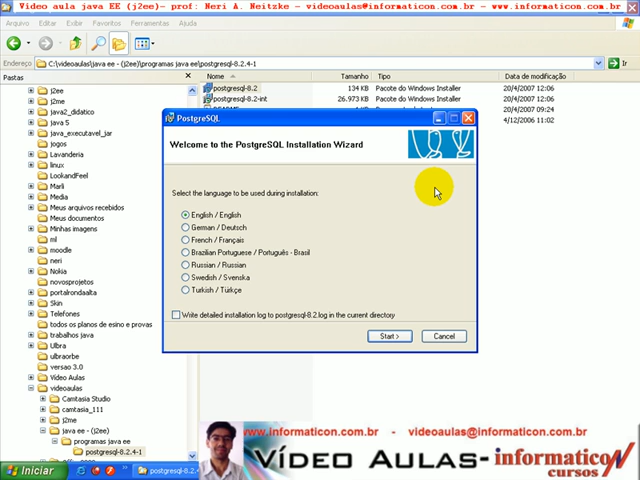 Vídeo aula java EE (j2ee)- prof: Neri A. Neitzke - videoaulas@informaticon.com.br - www.informaticon.com.br
Arquivo Editar Exibir Favoritos Ferramentas Ajuda
Endereço C:\videoaulas\java ee - (j2ee)\programas java ee\postgresql-8.2.4-1 Ir
Pastas
Nome Tamanho Tipo Data de modificação
postgresql-8.2 134 KB Pacote do Windows Installer 20/4/2007 12:06
postgresql-8.2-int 26.973 KB Pacote do Windows Installer 20/4/2007 12:06
20/4/2007 09:24
4/12/2006 11:02
j2ee
j2me
java2_didatico
java 5
java_executavel_jar
jogos
Lavanderia
linux
LookandFeel
Marli
Media
Meus arquivos recebidos
Meus documentos
Minhas imagens
ml
moodle
neri
Nokia
novosprojetos
portalrondaalta
Skin
Telefones
todos os planos de esino e provas
trabalhos java
Ulbra
ulbraorbe
versao 3.0
Vídeo Aulas
videoaulas
Camtasia Studio
camtasia_111
j2me
java ee - (j2ee)
programas java ee
postgresql-8.2.4-1
PostgreSQL
Welcome to the PostgreSQL Installation Wizard
Select the language to be used during installation:
English / English
German / Deutsch
French / Français
Brazilian Portuguese / Português - Brasil
Russian / Russian
Swedish / Svenska
Turkish / Türkçe
Write detailed installation log to postgresql-8.2.log in the current directory
Start >
Cancel
www.informaticon.com.br - videoaulas@informaticon.com.br
VÍDEO AULAS- informaticon
CURSOS
Iniciar
postgresql-8.2...